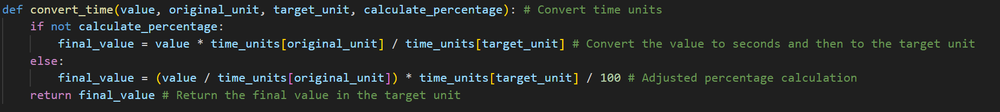 def convert_time(value, original_unit, target_unit, calculate_percentage): # Convert time units
    if not calculate_percentage:
        final_value = value * time_units[original_unit] / time_units[target_unit] # Convert the value to seconds and then to the target unit
    else:
        final_value = (value / time_units[original_unit]) * time_units[target_unit] / 100 # Adjusted percentage calculation
    return final_value # Return the final value in the target unit